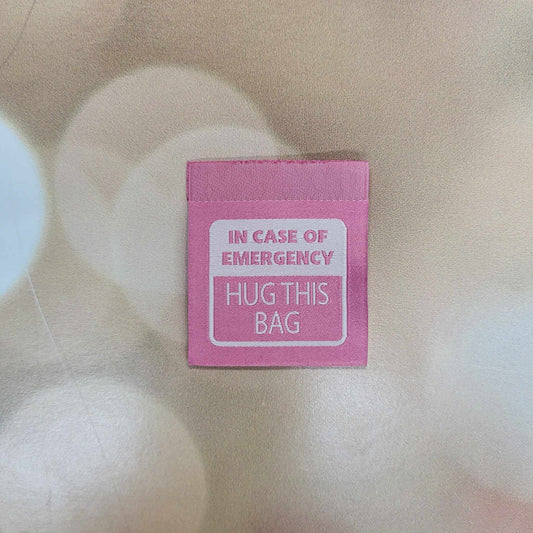 IN CASE OF
EMERGENCY
HUG THIS
BAG